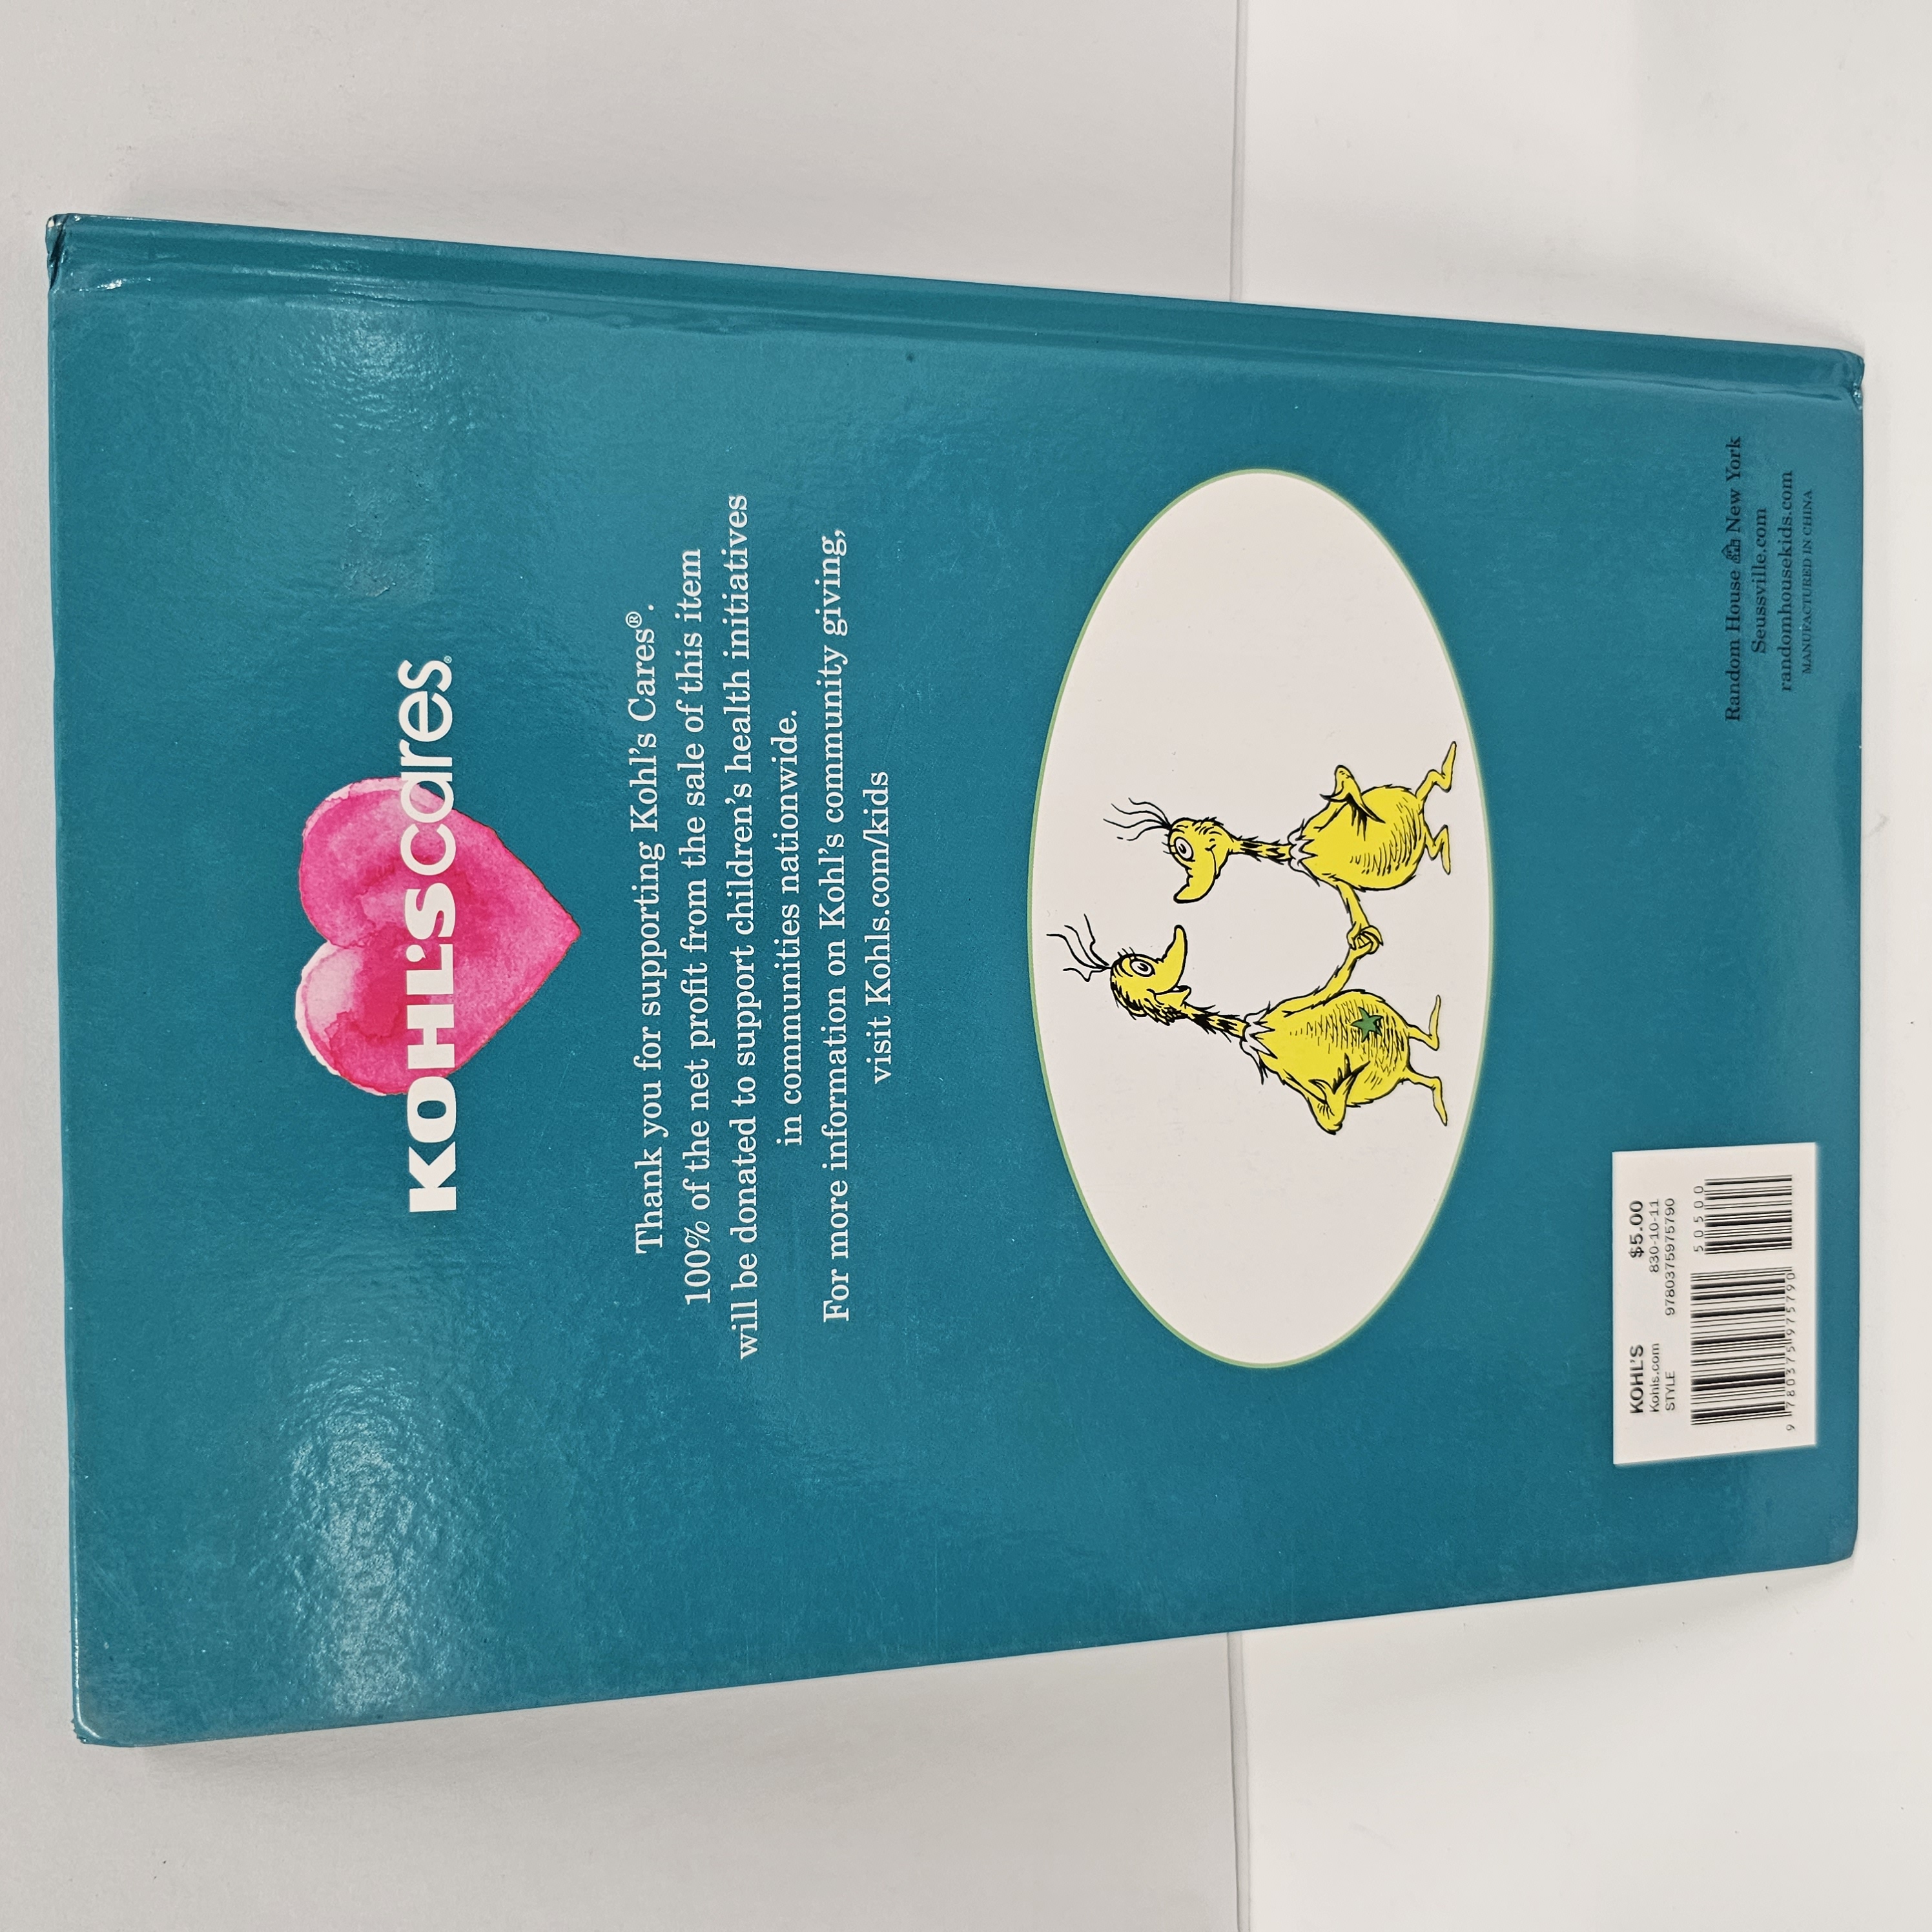 KOHL'S cares®
Thank you for supporting Kohl's Cares®.
100% of the net profit from the sale of this item
will be donated to support children's health initiatives
in communities nationwide.
For more information on Kohl's community giving,
visit Kohls.com/kids
KOHL'S $5.00
Kohls.com 830-10-11
STYLE 9780375975790
50500
9 780375 975790
Random House New York
Seussville.com
randomhousekids.com
MANUFACTURED IN CHINA